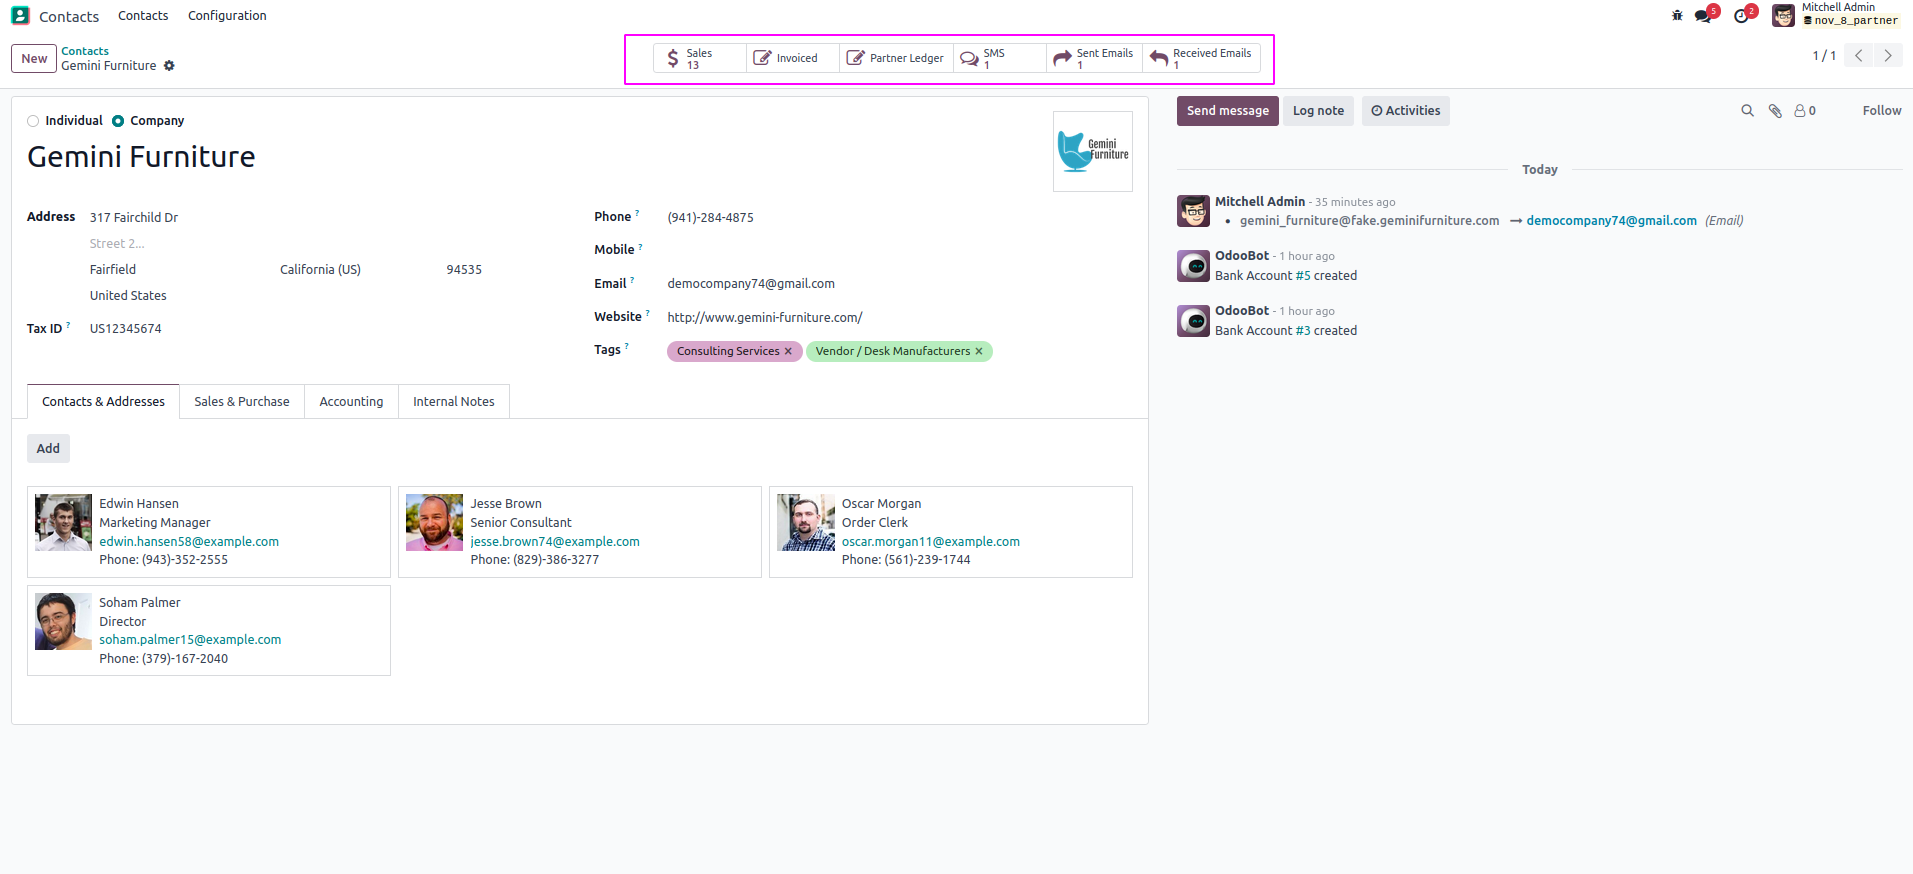 Contacts Contacts Configuration
5 2 Mitchell Admin
nov_8_partner
New Contacts
Gemini Furniture
Sales
13
Invoiced
Partner Ledger
SMS
1
Sent Emails
1
Received Emails
1
1 / 1
Individual Company
Gemini Furniture
Gemini
Furniture
Address 317 Fairchild Dr
Street 2...
Fairfield California (US) 94535
United States
Tax ID ? US12345674
Phone ? (941)-284-4875
Mobile ?
Email ? democompany74@gmail.com
Website ? http://www.gemini-furniture.com/
Tags ? Consulting Services × Vendor / Desk Manufacturers ×
Contacts & Addresses Sales & Purchase Accounting Internal Notes
Add
Edwin Hansen
Marketing Manager
edwin.hansen58@example.com
Phone: (943)-352-2555
Jesse Brown
Senior Consultant
jesse.brown74@example.com
Phone: (829)-386-3277
Oscar Morgan
Order Clerk
oscar.morgan11@example.com
Phone: (561)-239-1744
Soham Palmer
Director
soham.palmer15@example.com
Phone: (379)-167-2040
Send message Log note Activities 0 Follow
Today
Mitchell Admin - 35 minutes ago
• gemini_furniture@fake.geminifurniture.com → democompany74@gmail.com (Email)
OdooBot - 1 hour ago
Bank Account #5 created
OdooBot - 1 hour ago
Bank Account #3 created